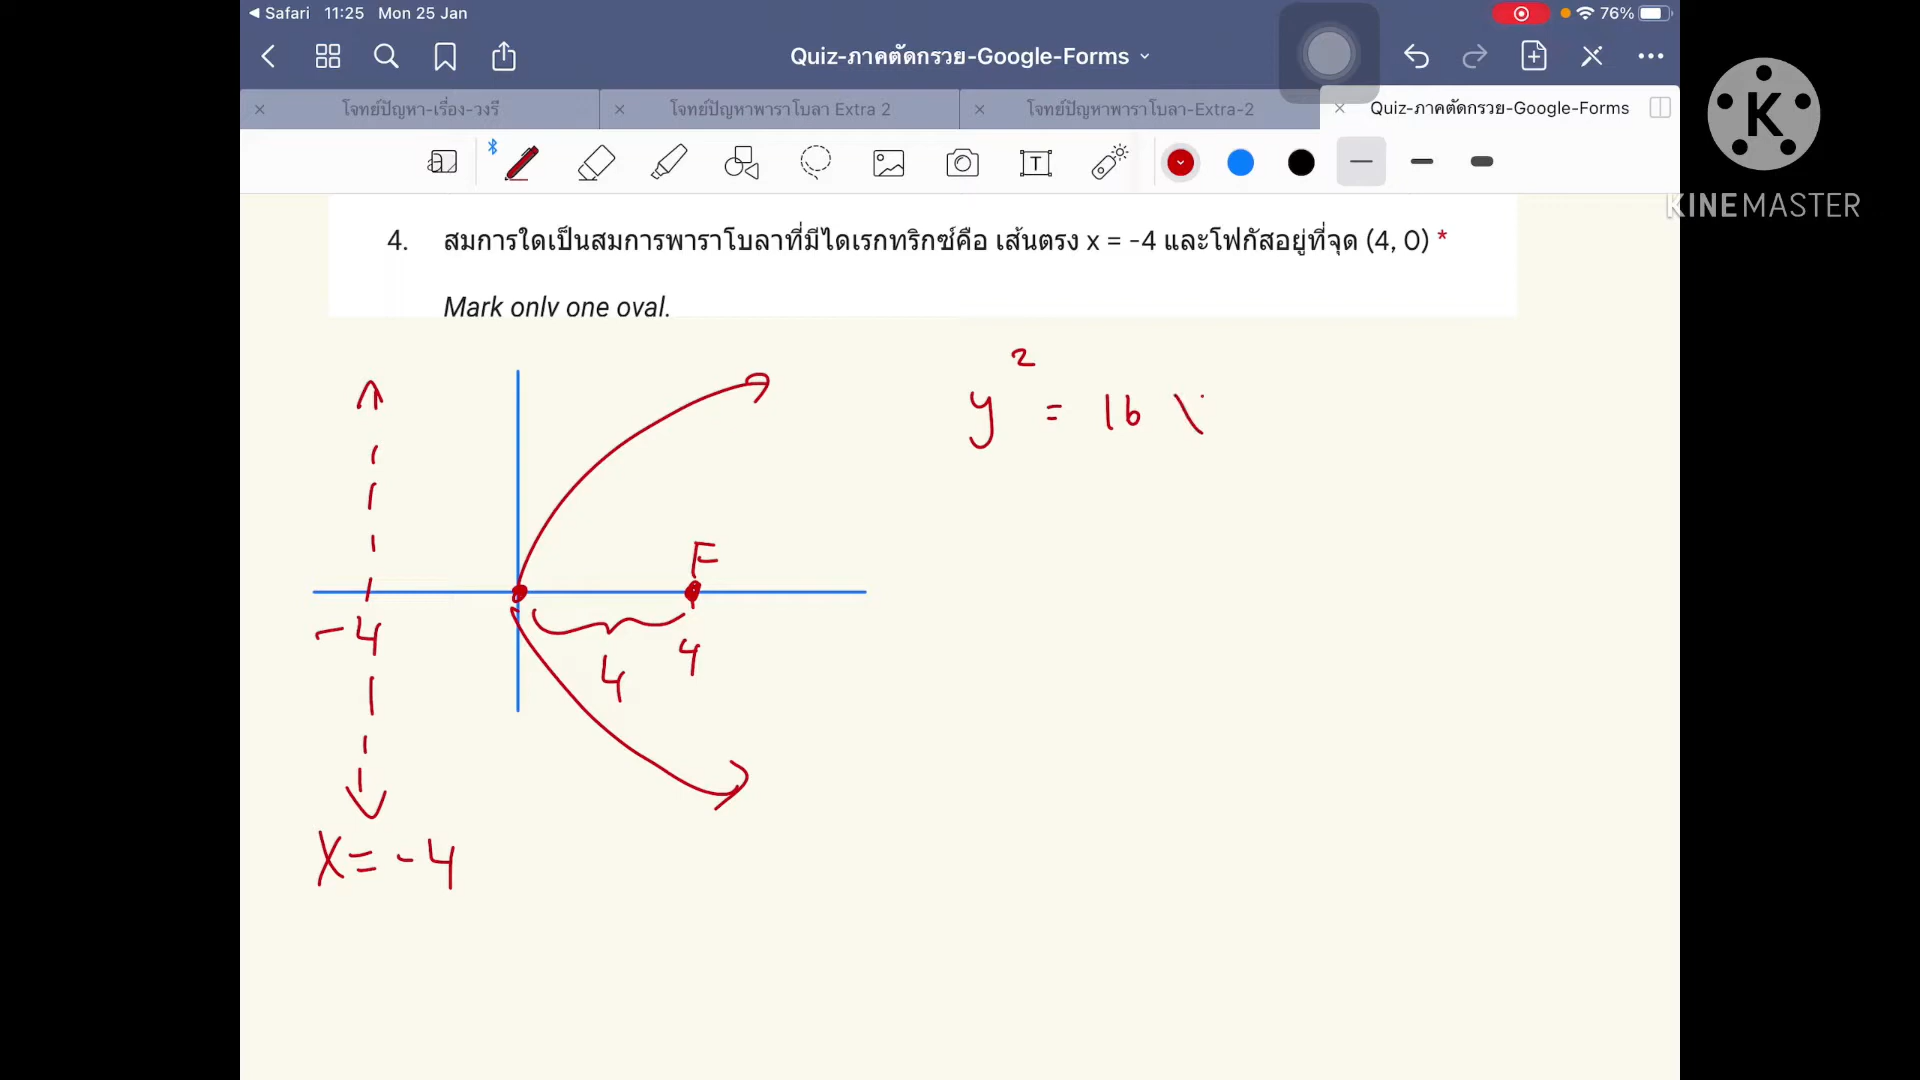 Safari 11:25 Mon 25 Jan 76%
Quiz-ภาคตัดกรวย-Google-Forms
โจทย์ปัญหา-เรื่อง-วงรี
โจทย์ปัญหาพาราโบลา Extra 2
โจทย์ปัญหาพาราโบลา-Extra-2
Quiz-ภาคตัดกรวย-Google-Forms
a
T
K
KINEMASTER
4. สมการใดเป็นสมการพาราโบลาที่มีไดเรกทริกซ์คือ เส้นตรง x = -4 และโฟกัสอยู่ที่จุด (4, 0) *
Mark only one oval.
y² = 16
F
-4
4
4
x = -4